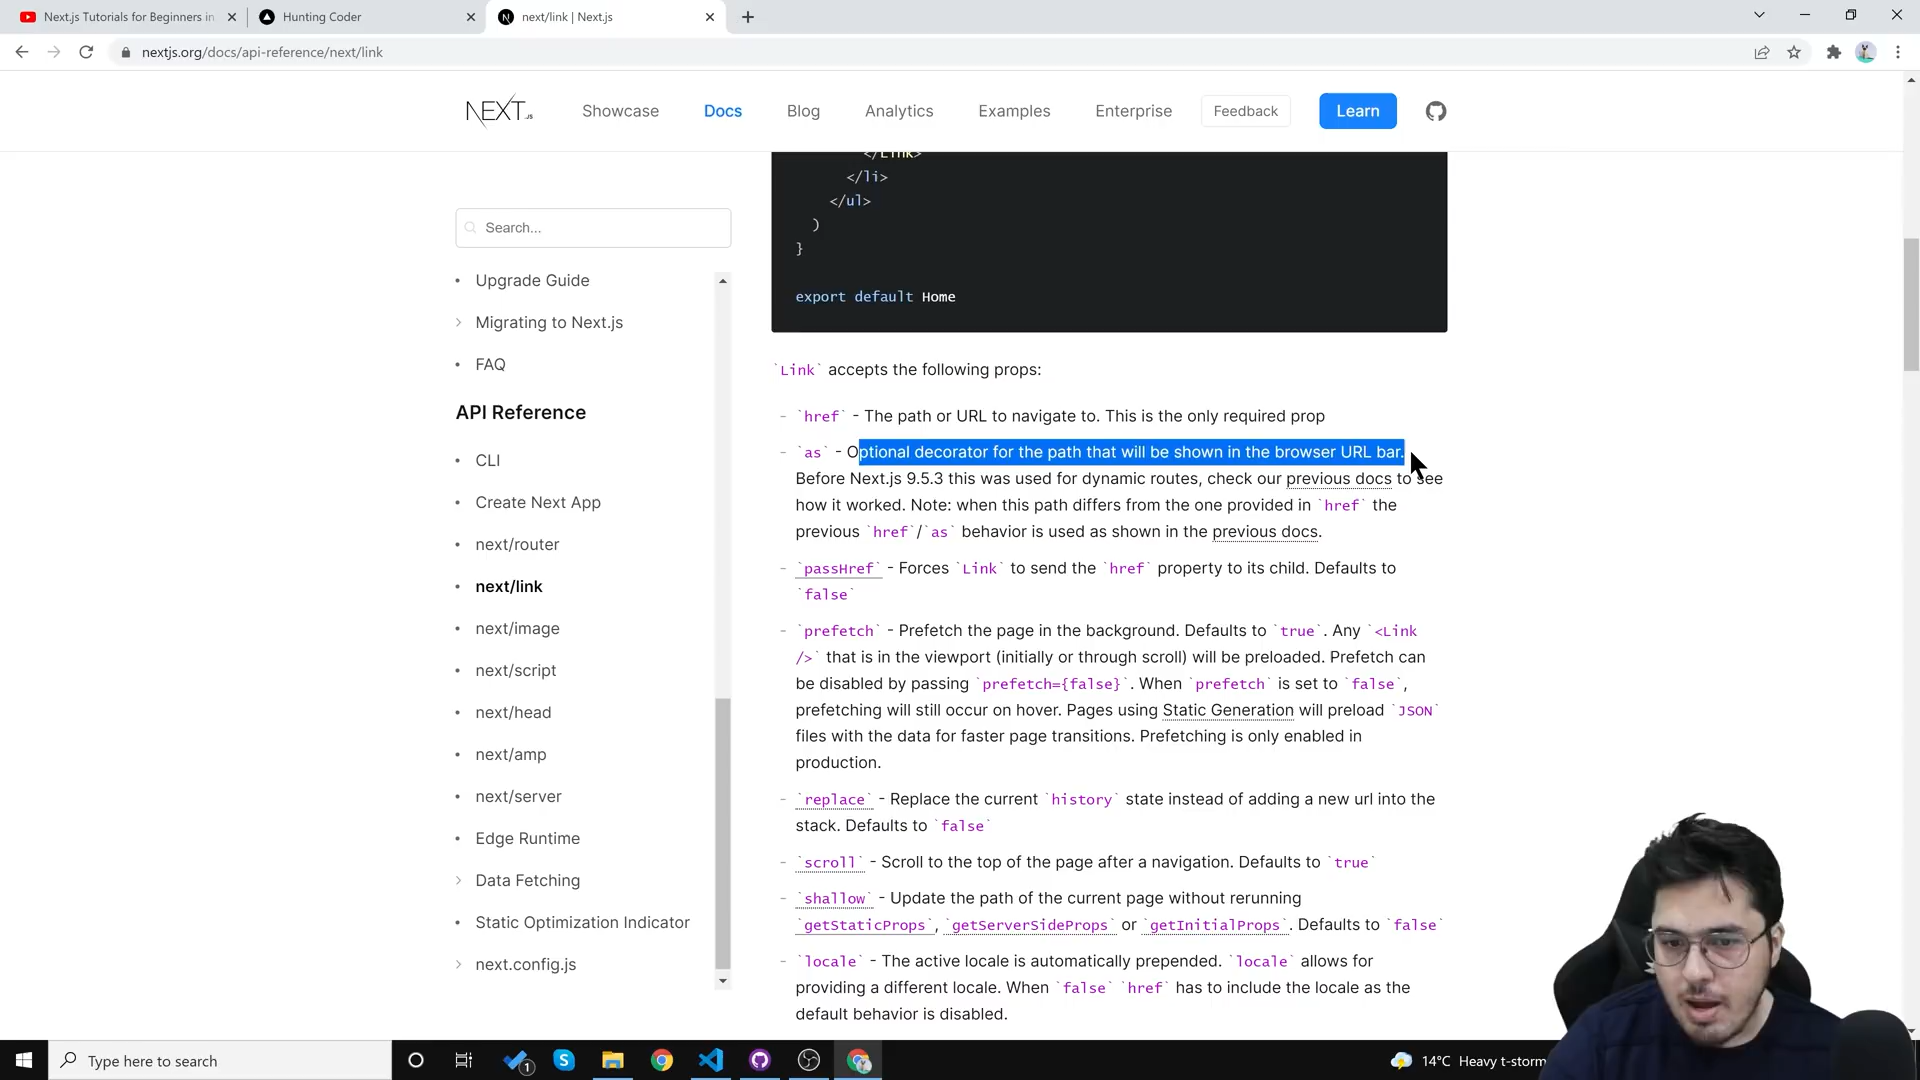 Next.js Tutorials for Beginners in
Hunting Coder
next/link | Next.js
nextjs.org/docs/api-reference/next/link
NEXT.JS
Showcase
Docs
Blog
Analytics
Examples
Enterprise
Feedback
Learn
Search...
Upgrade Guide
Migrating to Next.js
FAQ
API Reference
CLI
Create Next App
next/router
next/link
next/image
next/script
next/head
next/amp
next/server
Edge Runtime
Data Fetching
Static Optimization Indicator
next.config.js
</Link>
</li>
</ul>
)
}
export default Home
`Link` accepts the following props:
- `href` - The path or URL to navigate to. This is the only required prop
- `as` - Optional decorator for the path that will be shown in the browser URL bar.
Before Next.js 9.5.3 this was used for dynamic routes, check our previous docs to see
how it worked. Note: when this path differs from the one provided in `href` the
previous `href`/`as` behavior is used as shown in the previous docs.
- `passHref` - Forces `Link` to send the `href` property to its child. Defaults to
`false`
- `prefetch` - Prefetch the page in the background. Defaults to `true`. Any `<Link
/>` that is in the viewport (initially or through scroll) will be preloaded. Prefetch can
be disabled by passing `prefetch={false}`. When `prefetch` is set to `false`,
prefetching will still occur on hover. Pages using Static Generation will preload `JSON`
files with the data for faster page transitions. Prefetching is only enabled in
production.
- `replace` - Replace the current `history` state instead of adding a new url into the
stack. Defaults to `false`
- `scroll` - Scroll to the top of the page after a navigation. Defaults to `true`
- `shallow` - Update the path of the current page without rerunning
`getStaticProps`, `getServerSideProps` or `getInitialProps`. Defaults to `false`
- `locale` - The active locale is automatically prepended. `locale` allows for
providing a different locale. When `false` `href` has to include the locale as the
default behavior is disabled.
Type here to search
1
14°C Heavy t-storm